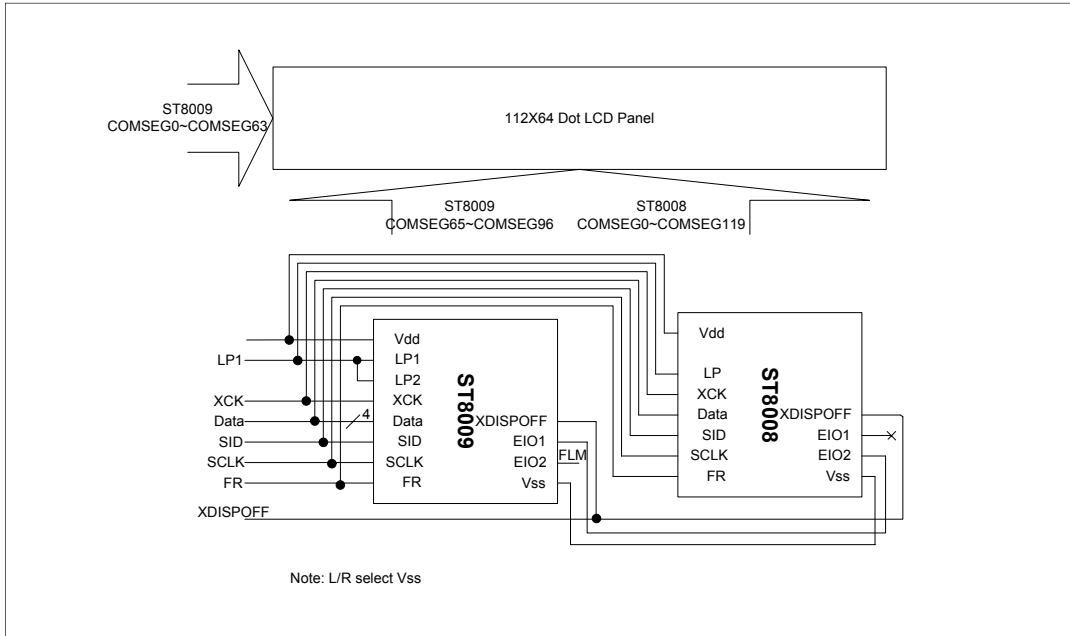 112X64 Dot LCD Panel
ST8009
COMSEG0~COMSEG63
ST8009
COMSEG65~COMSEG96
ST8008
COMSEG0~COMSEG119
LP1
XCK
Data
SID
SCLK
FR
XDISPOFF
4
Vdd
LP1
LP2
XCK
Data
SID
SCLK
FR
ST8009
XDISPOFF
EIO1
EIO2
Vss
FLM
Vdd
LP
XCK
Data
SID
SCLK
FR
ST8008
XDISPOFF
EIO1
EIO2
Vss
Note: L/R select Vss